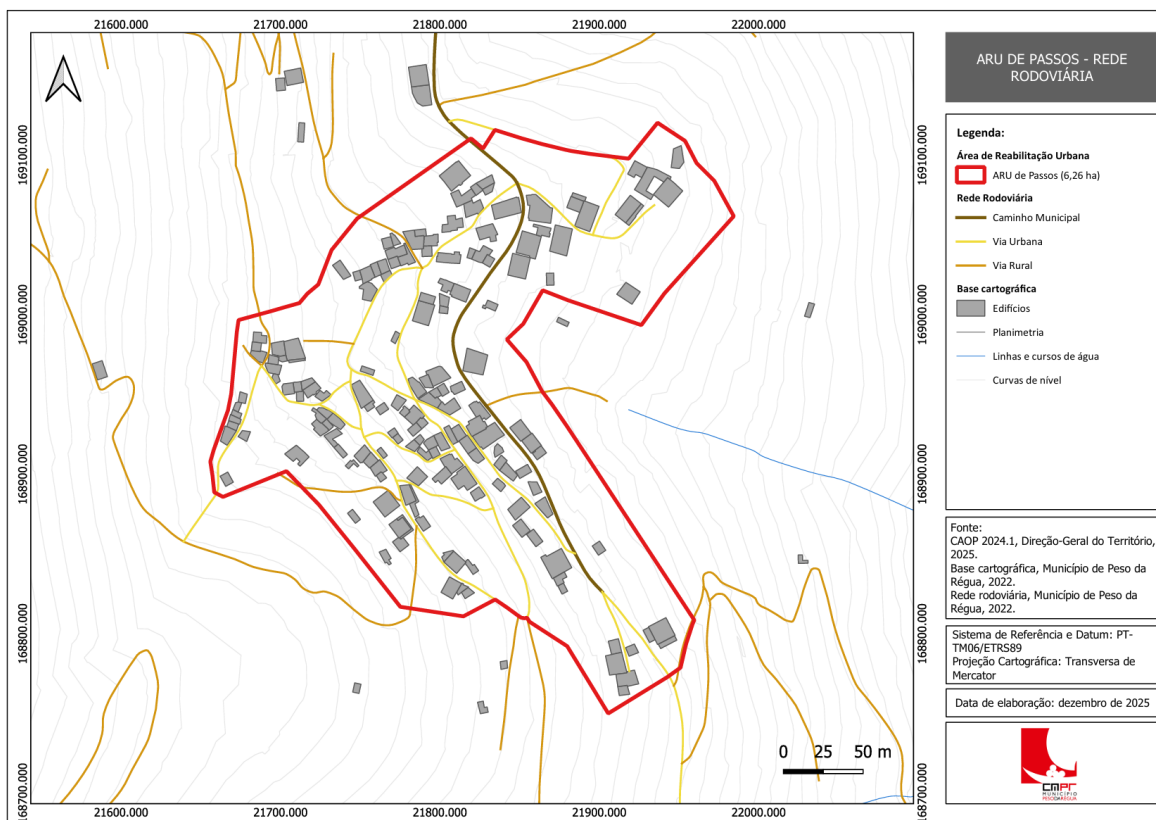 21600.000
21700.000
21800.000
21900.000
22000.000
169100.000
169000.000
168900.000
168800.000
168700.000
169100.000
169000.000
168900.000
168800.000
168700.000
0 25 50 m
21600.000
21700.000
21800.000
21900.000
22000.000
ARU DE PASSOS - REDE
RODOVIÁRIA
Legenda:
Área de Reabilitação Urbana
ARU de Passos (6,26 ha)
Rede Rodoviária
Caminho Municipal
Via Urbana
Via Rural
Base cartográfica
Edifícios
Planimetria
Linhas e cursos de água
Curvas de nível
Fonte:
CAOP 2024.1, Direção-Geral do Território,
2025.
Base cartográfica, Município de Peso da
Régua, 2022.
Rede rodoviária, Município de Peso da
Régua, 2022.
Sistema de Referência e Datum: PT-
TM06/ETRS89
Projeção Cartográfica: Transversa de
Mercator
Data de elaboração: dezembro de 2025
CMPR
MUNICÍPIO
PESO DA RÉGUA